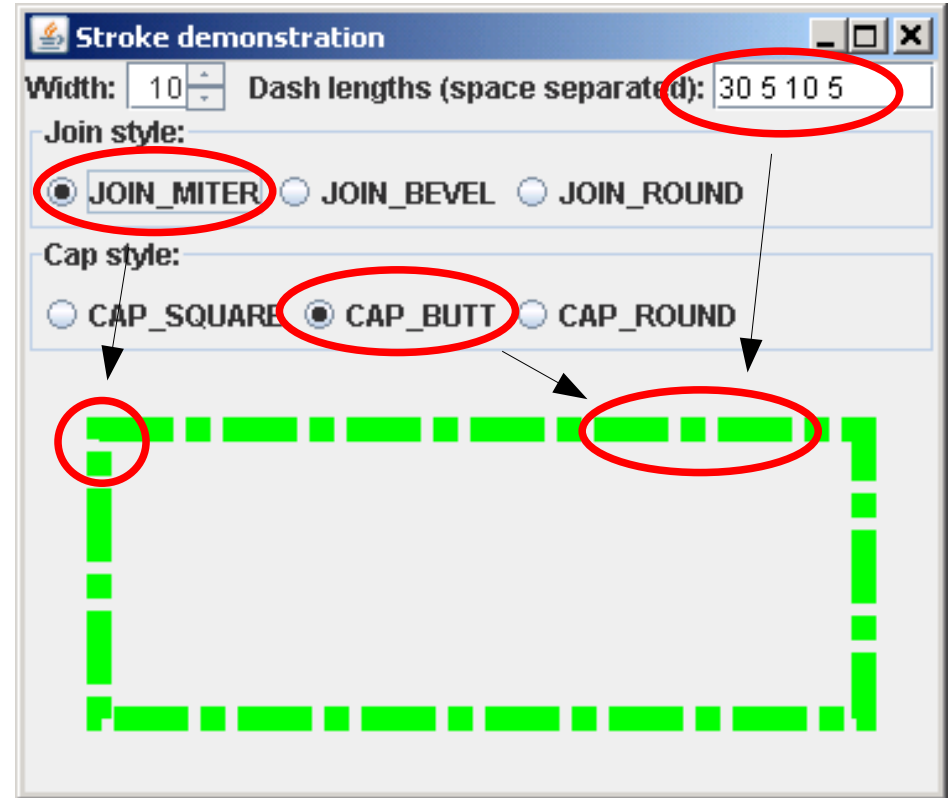 Stroke demonstration
Width: 10 Dash lengths (space separated): 30 5 10 5
Join style:
JOIN_MITER JOIN_BEVEL JOIN_ROUND
Cap style:
CAP_SQUARE CAP_BUTT CAP_ROUND